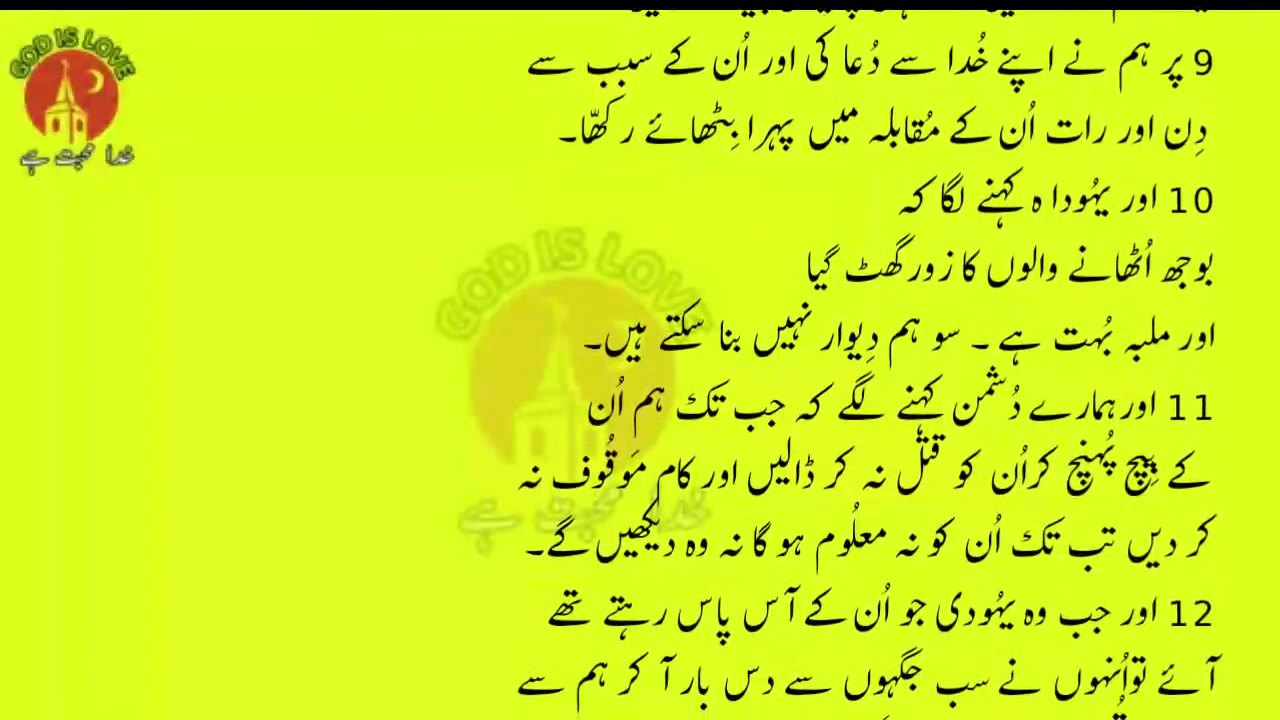 GOD IS LOVE
خدا محبت ہے
9 پر ہم نے اپنے خُدا سے دُعا کی اور اُن کے سبب سے
دِن اور رات اُن کے مُقابلہ میں پہرا بِٹھائے رکھّا۔
10 اور یہُوداہ کہنے لگا کہ
بوجھ اُٹھانے والوں کا زور گھٹ گیا
اور ملبہ بُہت ہے ۔ سو ہم دِیوار نہیں بنا سکتے ہیں۔
11 اور ہمارے دُشمن کہنے لگے کہ جب تک ہم اُن
کے بِیچ پُہنچ کر اُن کو قتل نہ کر ڈالیں اور کام مَوقُوف نہ
کر دیں تب تک اُن کو نہ معلُوم ہو گا نہ وہ دیکھیں گے۔
12 اور جب وہ یہُودی جو اُن کے آس پاس رہتے تھے
آئے تو اُنہوں نے سب جگہوں سے دس بار آ کر ہم سے
GOD IS LOVE
خدا محبت ہے